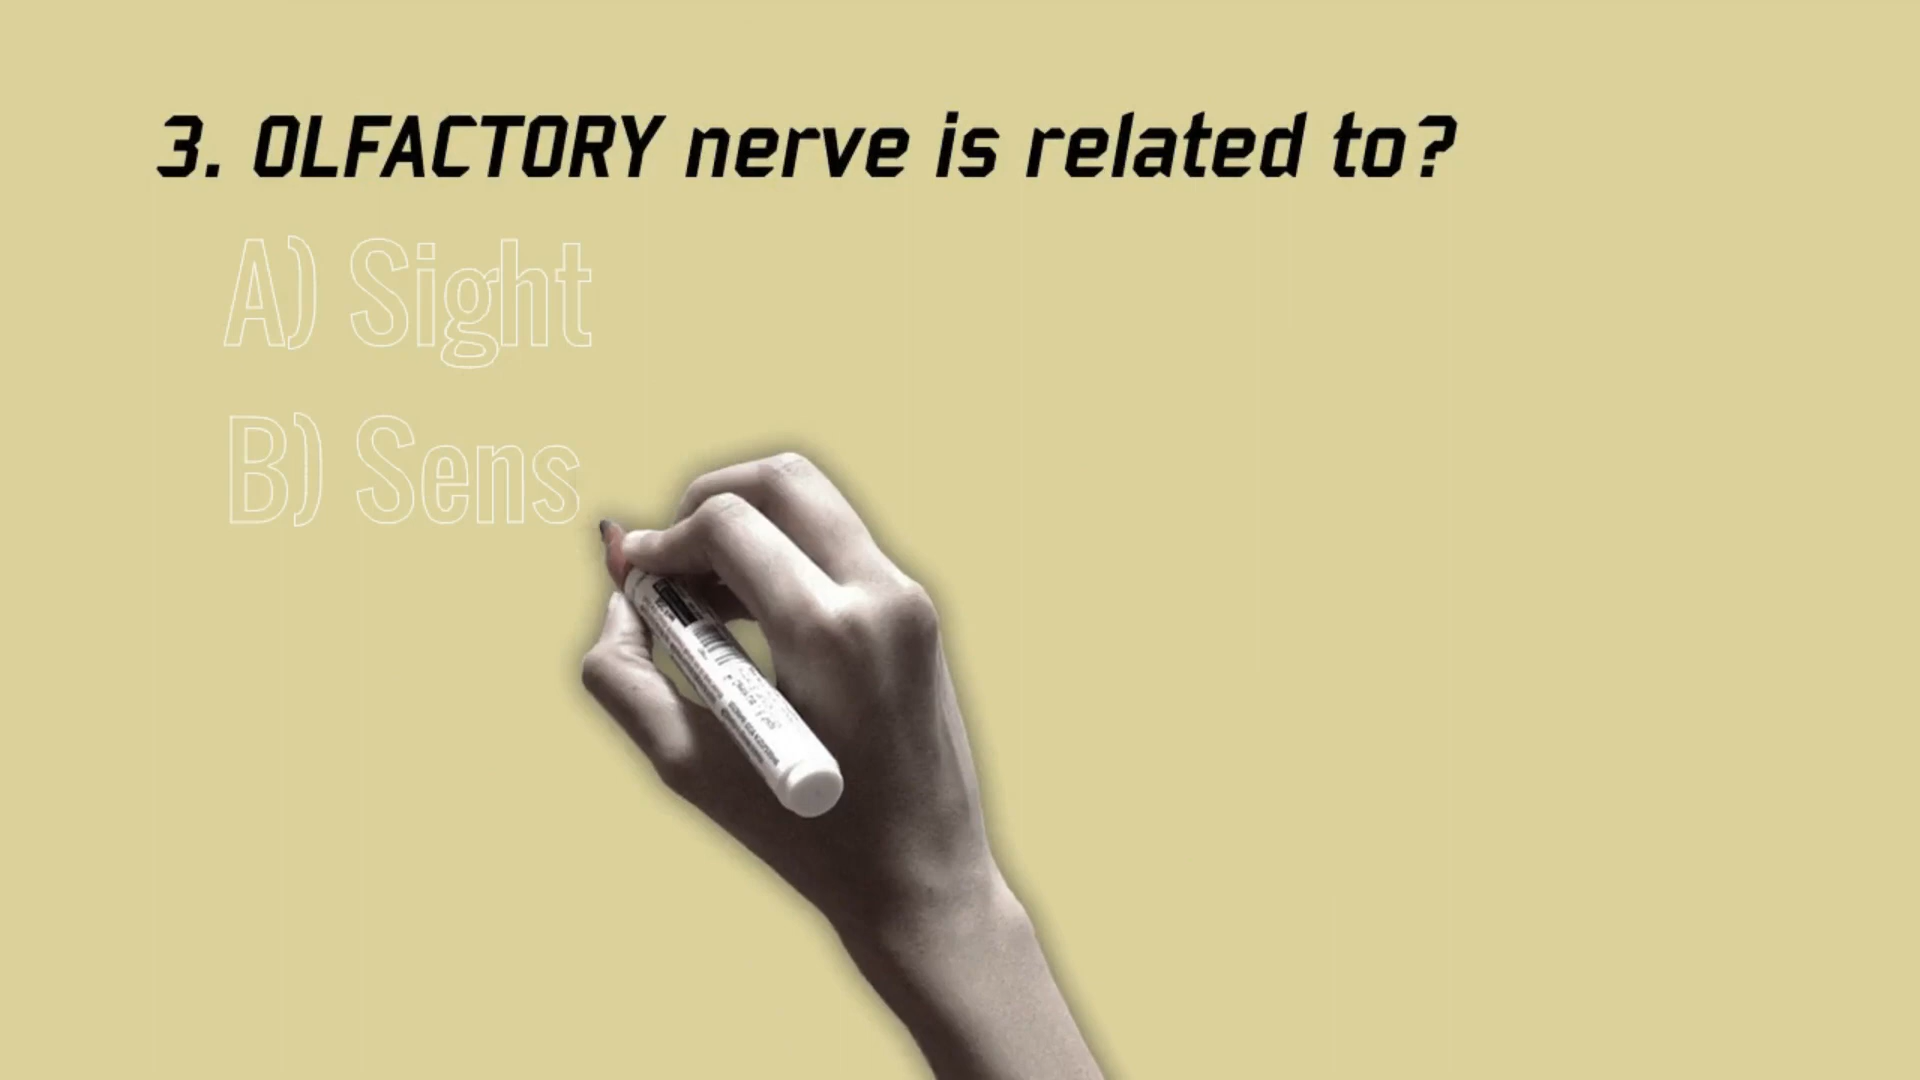 3. OLFACTORY nerve is related to?
A) Sight
B) Sens